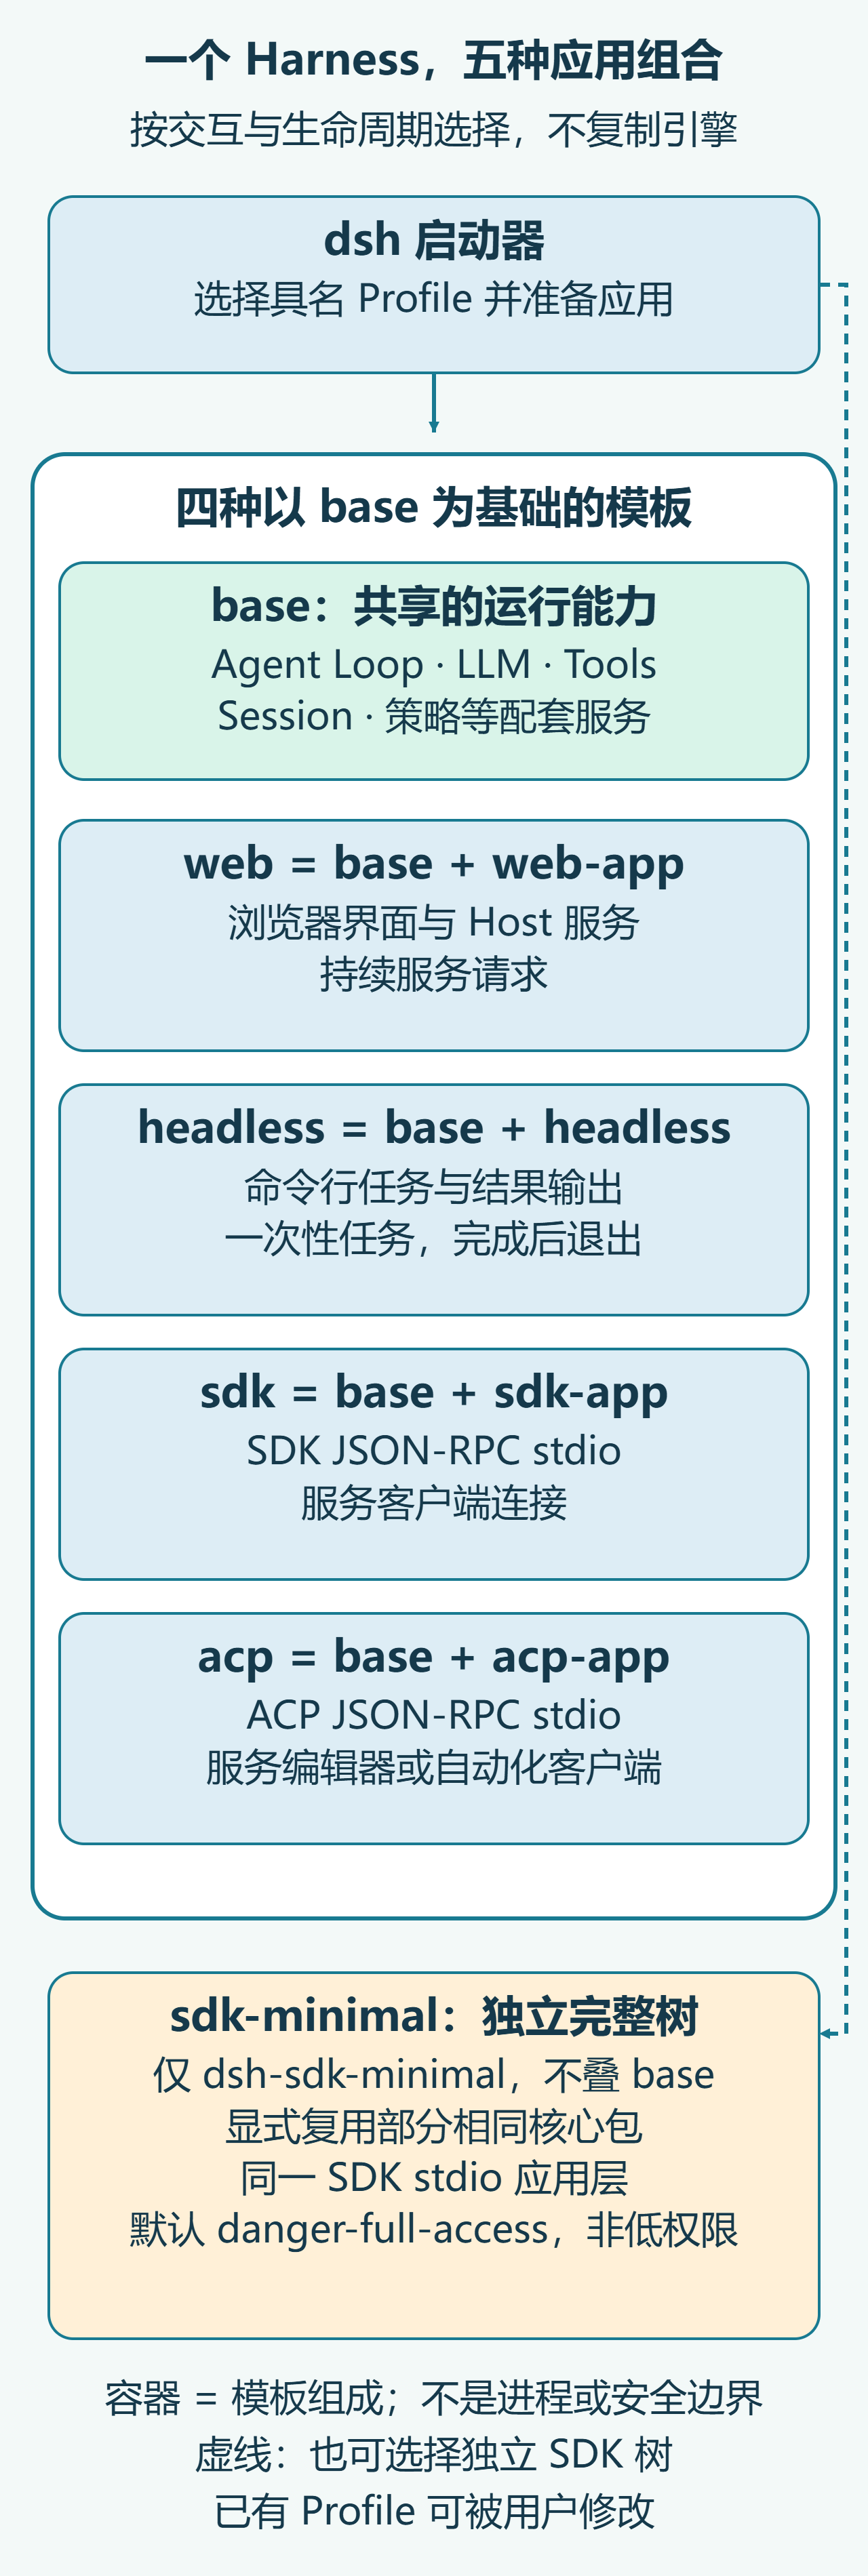 一个 Harness，五种应用组合
按交互与生命周期选择，不复制引擎
dsh 启动器
选择具名 Profile 并准备应用
四种以 base 为基础的模板
base：共享的运行能力
Agent Loop · LLM · Tools
Session · 策略等配套服务
web = base + web-app
浏览器界面与 Host 服务
持续服务请求
headless = base + headless
命令行任务与结果输出
一次性任务，完成后退出
sdk = base + sdk-app
SDK JSON-RPC stdio
服务客户端连接
acp = base + acp-app
ACP JSON-RPC stdio
服务编辑器或自动化客户端
sdk-minimal：独立完整树
仅 dsh-sdk-minimal，不叠 base
显式复用部分相同核心包
同一 SDK stdio 应用层
默认 danger-full-access，非低权限
容器 = 模板组成；不是进程或安全边界
虚线：也可选择独立 SDK 树
已有 Profile 可被用户修改